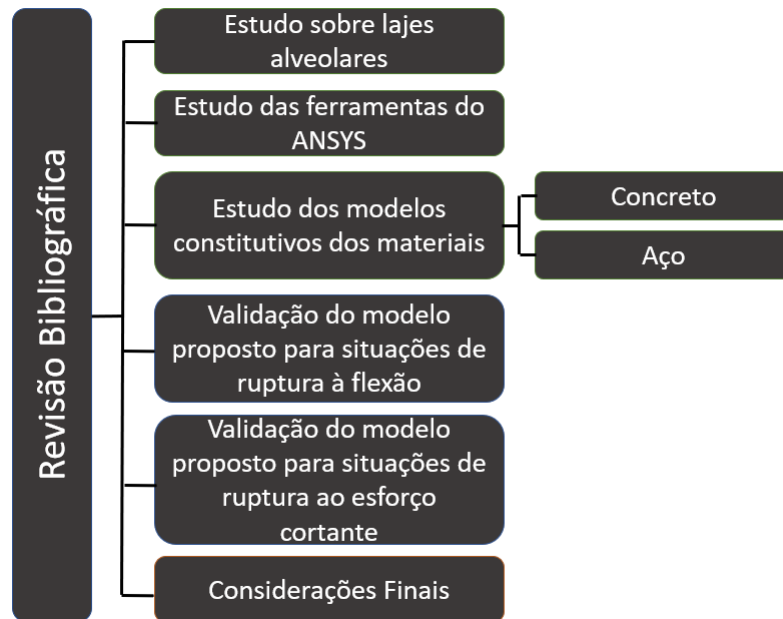 Revisão Bibliográfica
Estudo sobre lajes
alveolares
Estudo das ferramentas do
ANSYS
Estudo dos modelos
constitutivos dos materiais
Concreto
Aço
Validação do modelo
proposto para situações de
ruptura à flexão
Validação do modelo
proposto para situações de
ruptura ao esforço
cortante
Considerações Finais